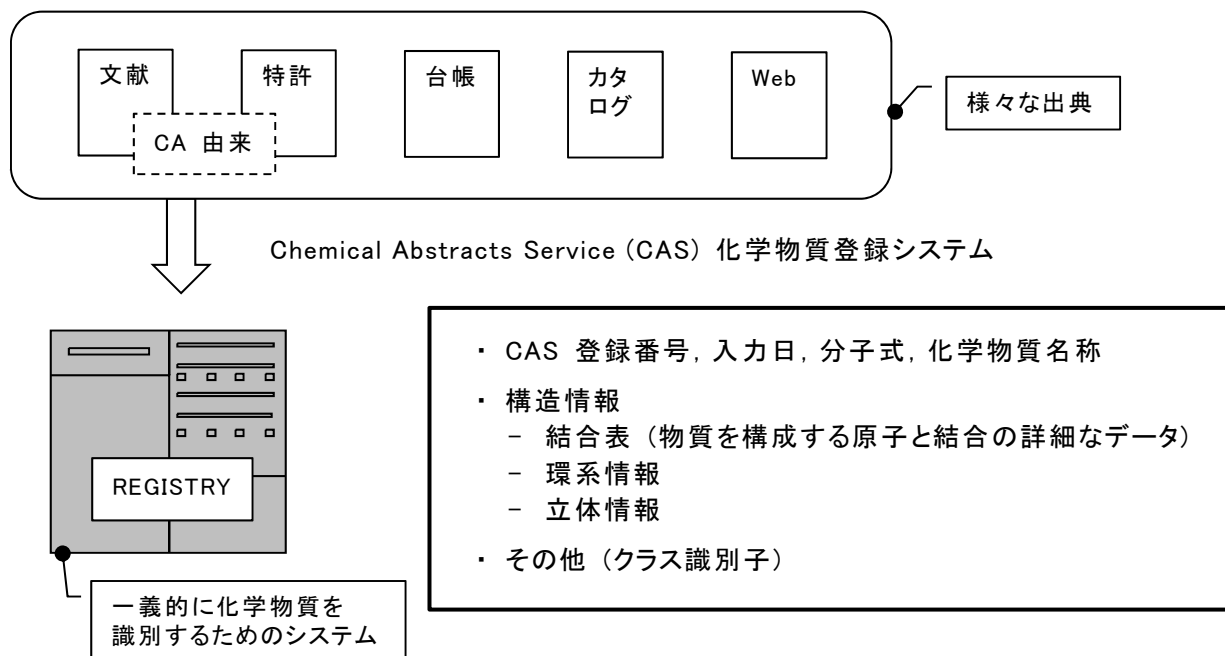 文献
特許
CA 由来
台帳
カタ
ログ
Web
様々な出典
Chemical Abstracts Service (CAS) 化学物質登録システム
REGISTRY
一義的に化学物質を
識別するためのシステム
・ CAS 登録番号, 入力日, 分子式, 化学物質名称
・ 構造情報
− 結合表 (物質を構成する原子と結合の詳細なデータ)
− 環系情報
− 立体情報
・ その他 (クラス識別子)